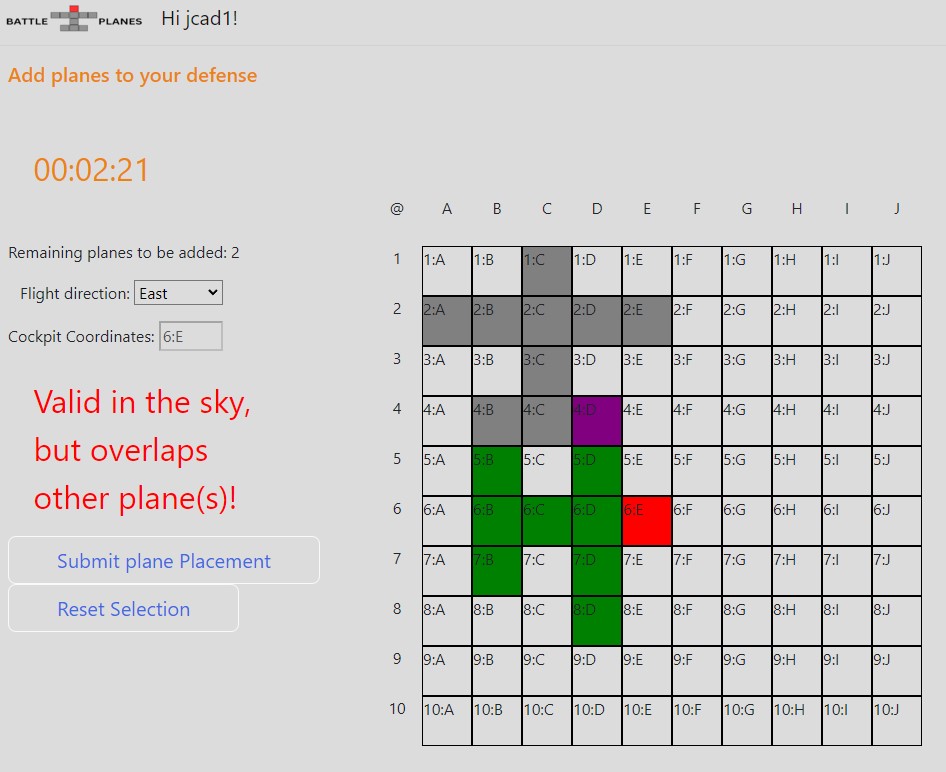 BATTLE PLANES Hi jcad1!
Add planes to your defense
00:02:21
@ A B C D E F G H I J
Remaining planes to be added: 2
Flight direction: East
Cockpit Coordinates: 6:E
Valid in the sky,
but overlaps
other plane(s)!
Submit plane Placement
Reset Selection
1 1:A 1:B 1:C 1:D 1:E 1:F 1:G 1:H 1:I 1:J
2 2:A 2:B 2:C 2:D 2:E 2:F 2:G 2:H 2:I 2:J
3 3:A 3:B 3:C 3:D 3:E 3:F 3:G 3:H 3:I 3:J
4 4:A 4:B 4:C 4:D 4:E 4:F 4:G 4:H 4:I 4:J
5 5:A 5:B 5:C 5:D 5:E 5:F 5:G 5:H 5:I 5:J
6 6:A 6:B 6:C 6:D 6:E 6:F 6:G 6:H 6:I 6:J
7 7:A 7:B 7:C 7:D 7:E 7:F 7:G 7:H 7:I 7:J
8 8:A 8:B 8:C 8:D 8:E 8:F 8:G 8:H 8:I 8:J
9 9:A 9:B 9:C 9:D 9:E 9:F 9:G 9:H 9:I 9:J
10 10:A 10:B 10:C 10:D 10:E 10:F 10:G 10:H 10:I 10:J